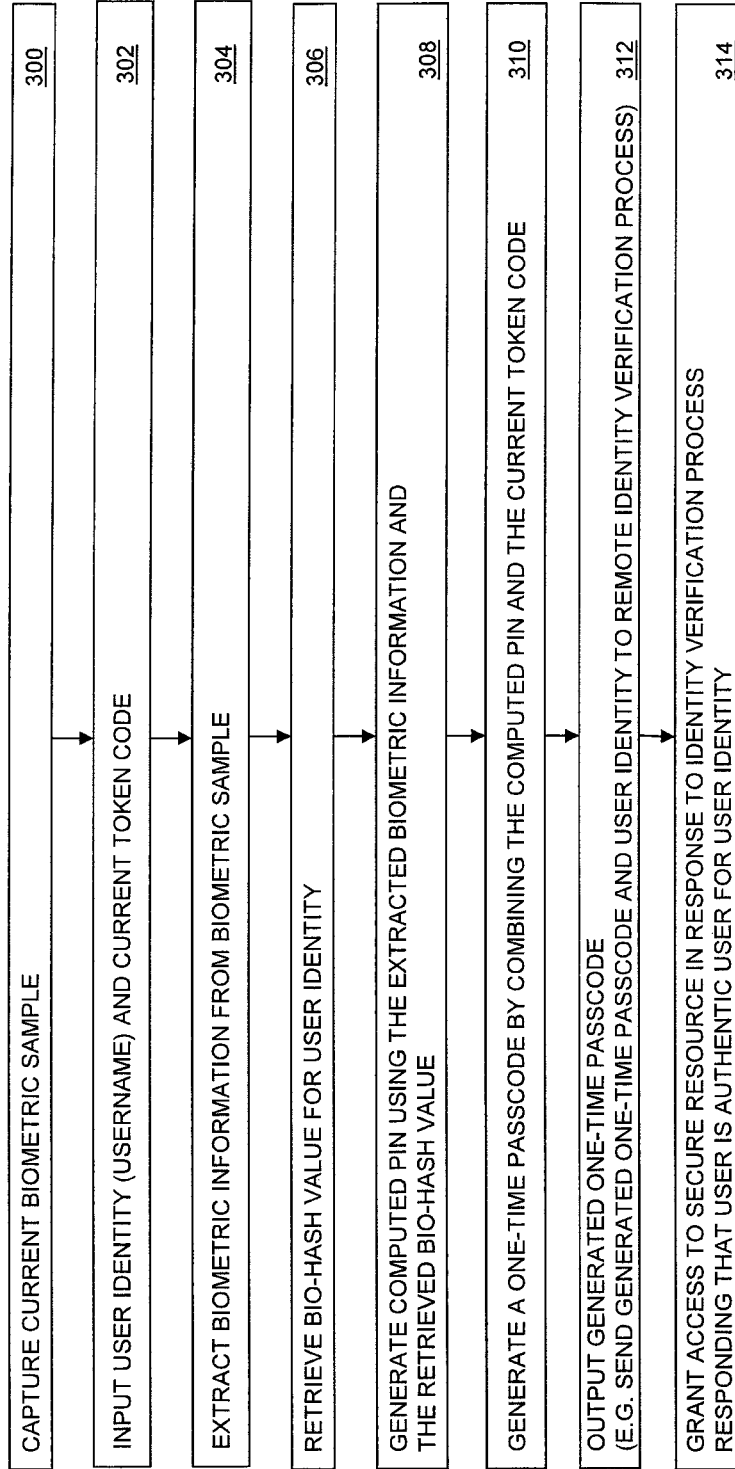 CAPTURE CURRENT BIOMETRIC SAMPLE 300
INPUT USER IDENTITY (USERNAME) AND CURRENT TOKEN CODE 302
EXTRACT BIOMETRIC INFORMATION FROM BIOMETRIC SAMPLE 304
RETRIEVE BIO-HASH VALUE FOR USER IDENTITY 306
GENERATE COMPUTED PIN USING THE EXTRACTED BIOMETRIC INFORMATION AND
THE RETRIEVED BIO-HASH VALUE 308
GENERATE A ONE-TIME PASSCODE BY COMBINING THE COMPUTED PIN AND THE CURRENT TOKEN CODE 310
OUTPUT GENERATED ONE-TIME PASSCODE
(E.G. SEND GENERATED ONE-TIME PASSCODE AND USER IDENTITY TO REMOTE IDENTITY VERIFICATION PROCESS) 312
GRANT ACCESS TO SECURE RESOURCE IN RESPONSE TO IDENTITY VERIFICATION PROCESS
RESPONDING THAT USER IS AUTHENTIC USER FOR USER IDENTITY 314